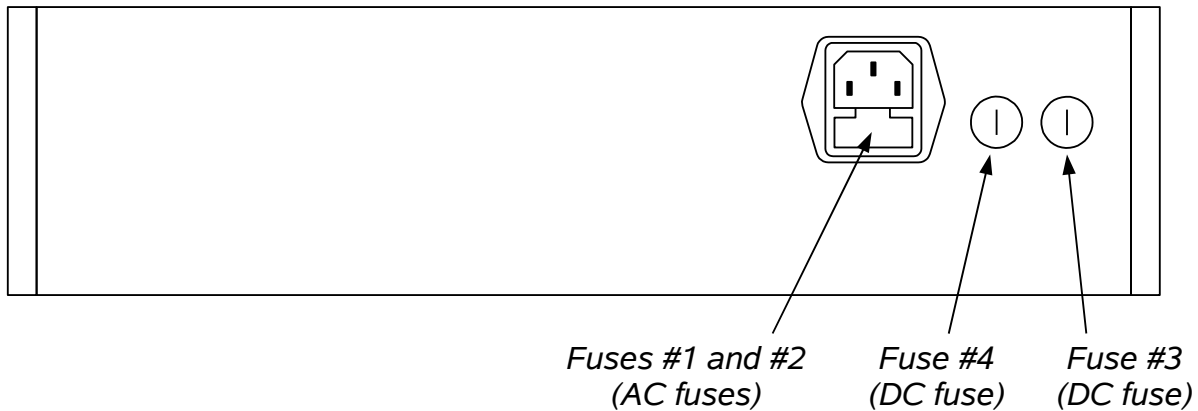 Fuses #1 and #2
(AC fuses)
Fuse #4
(DC fuse)
Fuse #3
(DC fuse)